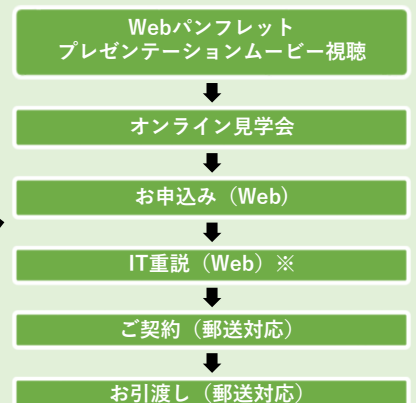 Webパンフレット
プレゼンテーションムービー視聴
オンライン見学会
お申込み（Web）
IT重説（Web）※
ご契約（郵送対応）
お引渡し（郵送対応）